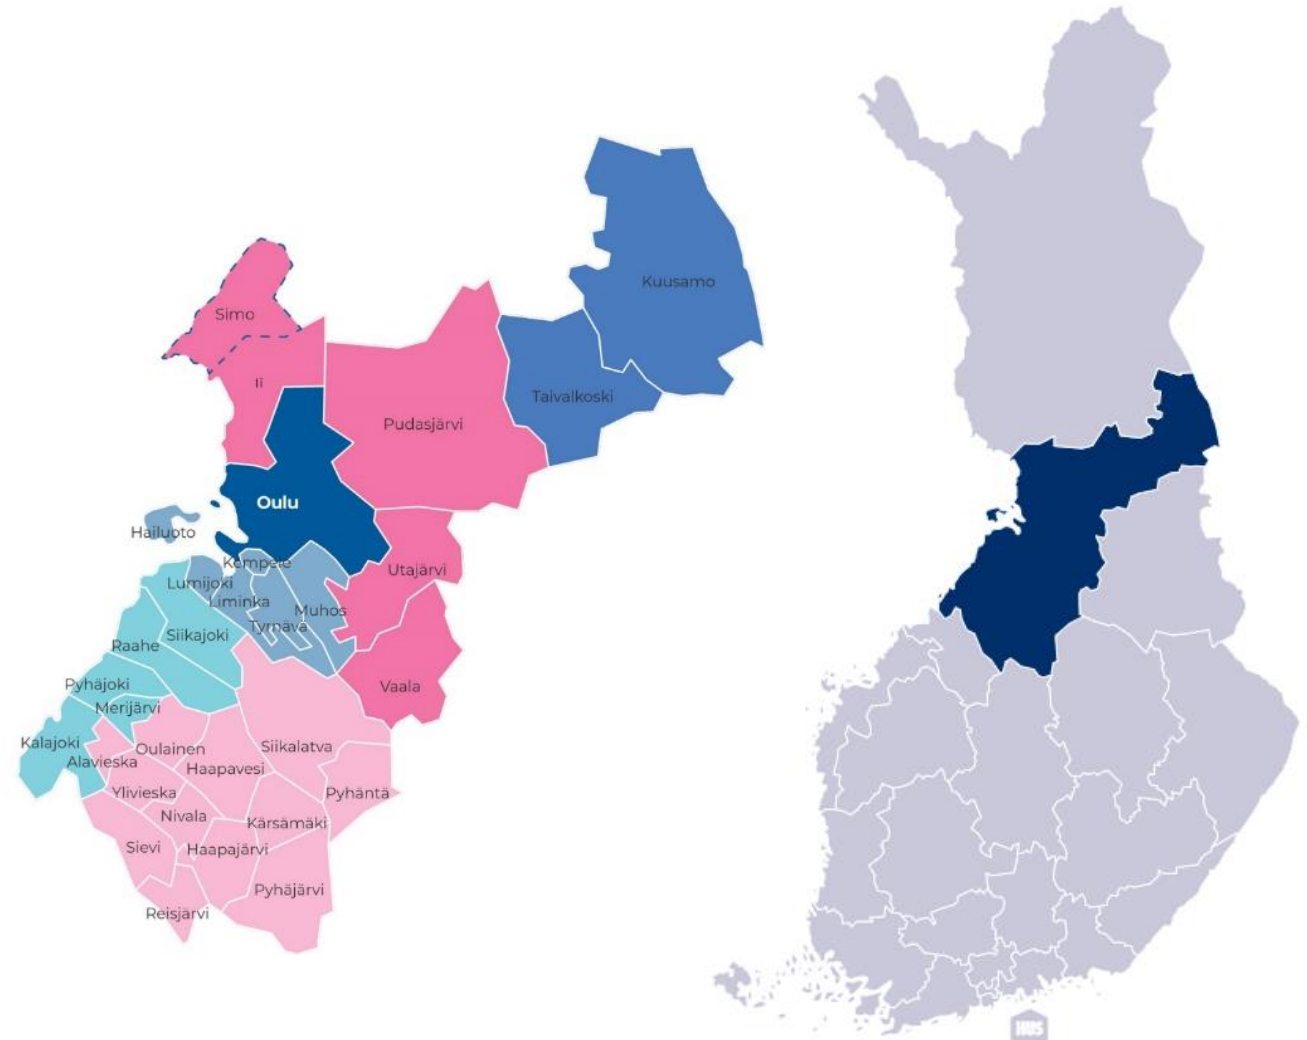 Kuusamo
Simo
Ii
Taivalkoski
Pudasjärvi
Oulu
Hailuoto
Kempele
Utajärvi
Lumijoki
Liminka
Muhos
Tyrnävä
Siikajoki
Raahe
Pyhäjoki
Vaala
Merijärvi
Kalajoki
Oulainen
Siikalatva
Alavieska
Haapavesi
Ylivieska
Pyhäntä
Nivala
Kärsämäki
Sievi
Haapajärvi
Pyhäjärvi
Reisjärvi
HUS